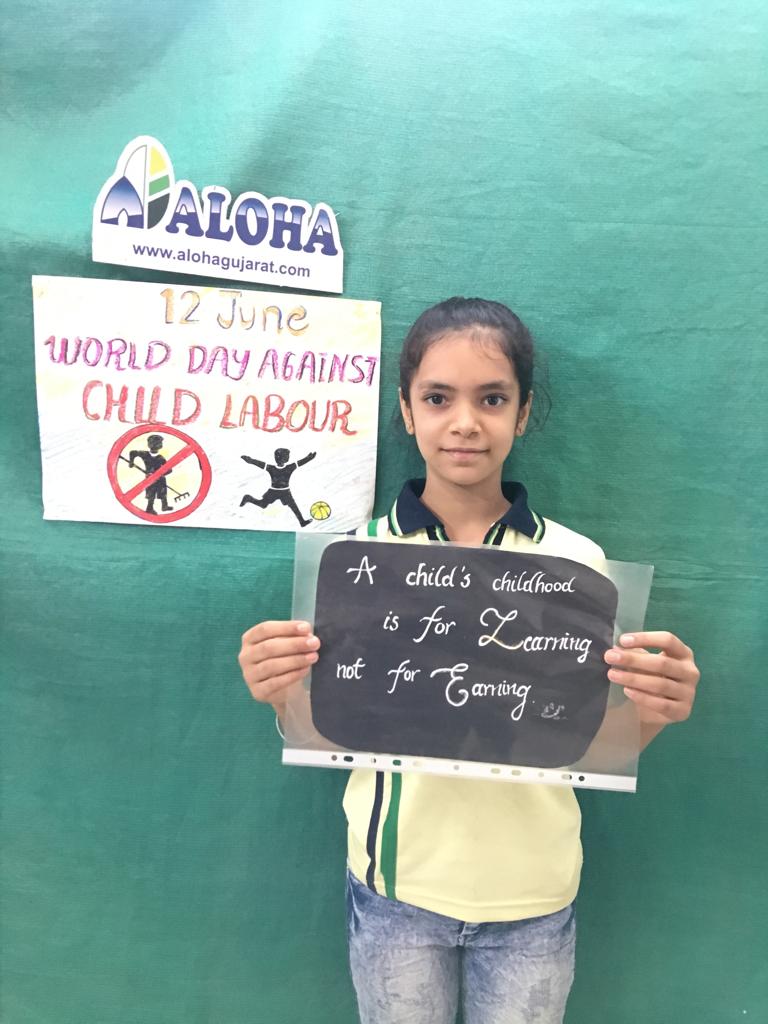 ALOHA
www.alohagujarat.com
12 June
WORLD DAY AGAINST
CHILD LABOUR
A child's childhood
is for Learning
not for Earning.